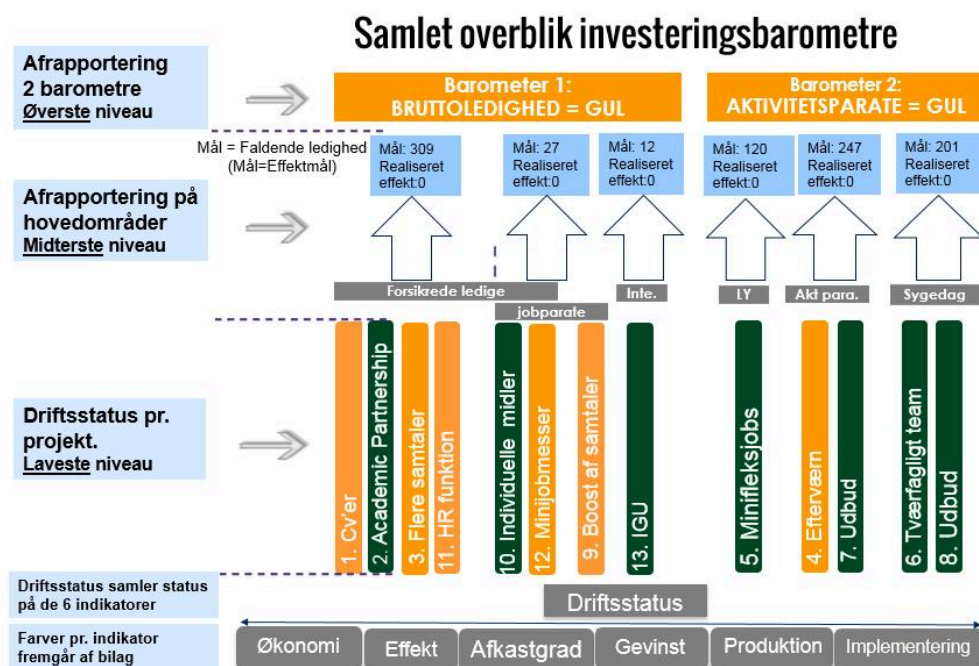 Samlet overblik investeringsbarometre
Afrapportering
2 barometre
Øverste niveau
Barometer 1:
BRUTTOLEDIGHED = GUL
Barometer 2:
AKTIVITETSPARATE = GUL
Mål = Faldende ledighed
(Mål=Effektmål)
Mål: 309
Realiseret
effekt:0
Mål: 27
Realiseret
effekt:0
Mål: 12
Realiseret
effekt:0
Mål: 120
Realiseret
effekt:0
Mål: 247
Realiseret
effekt:0
Mål: 201
Realiseret
effekt:0
Afrapportering på
hovedområder
Midterste niveau
Forsikrede ledige
jobparate
Inte.
LY
Akt para.
Sygedag
Driftsstatus pr.
projekt.
Laveste niveau
1. Cv'er
2. Academic Partnership
3. Flere samtaler
11. HR funktion
10. Individuelle midler
12. Minijobmesser
9. Boost af samtaler
13. IGU
5. Minifleksjobs
4. Efterværn
7. Udbud
6. Tværfagligt team
8. Udbud
Driftsstatus samler status
på de 6 indikatorer
Driftsstatus
Farver pr. indikator
fremgår af bilag
Økonomi
Effekt
Afkastgrad
Gevinst
Produktion
Implementering